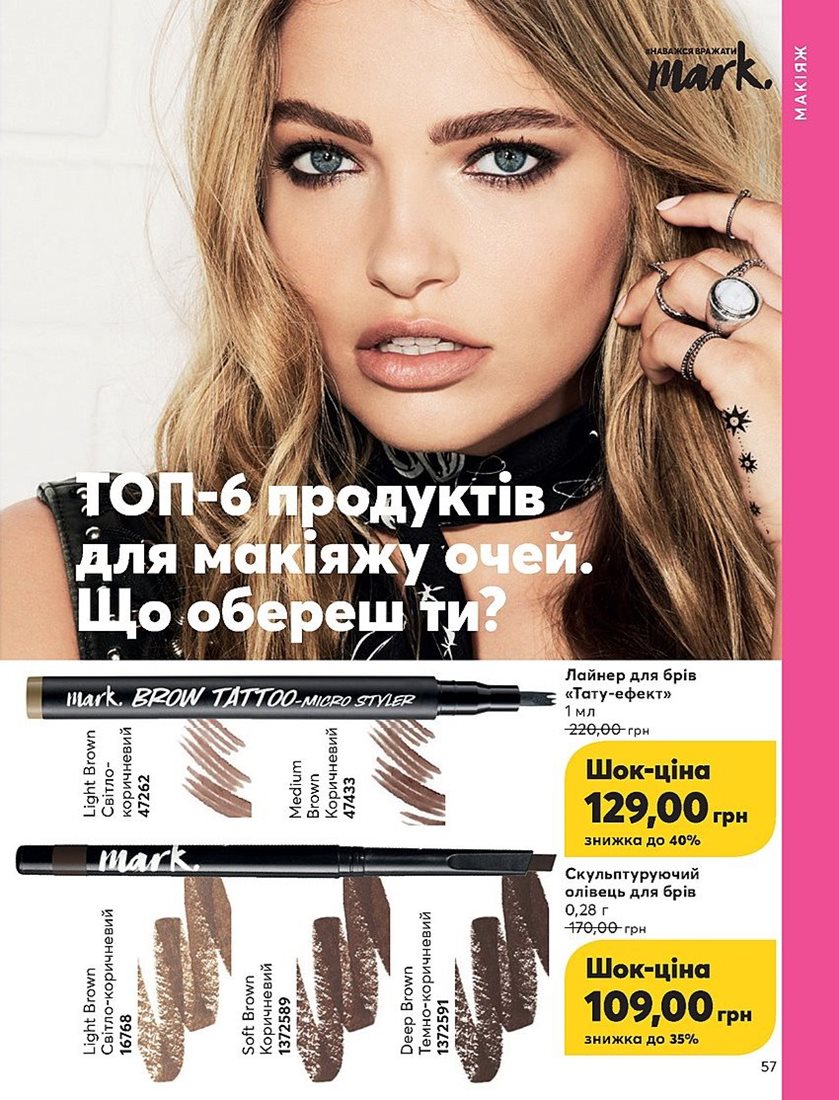 #НАВАЖСЯ ВРАЖАТИ
mark.
МАКІЯЖ
ТОП-6 продуктів
для макіяжу очей.
Що обереш ти?
mark. BROW TATTOO-MICRO STYLER
Light Brown
Світло-
коричневий
47262
Medium
Brown
Коричневий
47433
Лайнер для брів
«Тату-ефект»
1 мл
220,00 грн
Шок-ціна
129,00 грн
знижка до 40%
mark.
Light Brown
Світло-коричневий
16768
Soft Brown
Коричневий
1372589
Deep Brown
Темно-коричневий
1372591
Скульптуруючий
олівець для брів
0,28 г
170,00 грн
Шок-ціна
109,00 грн
знижка до 35%
57